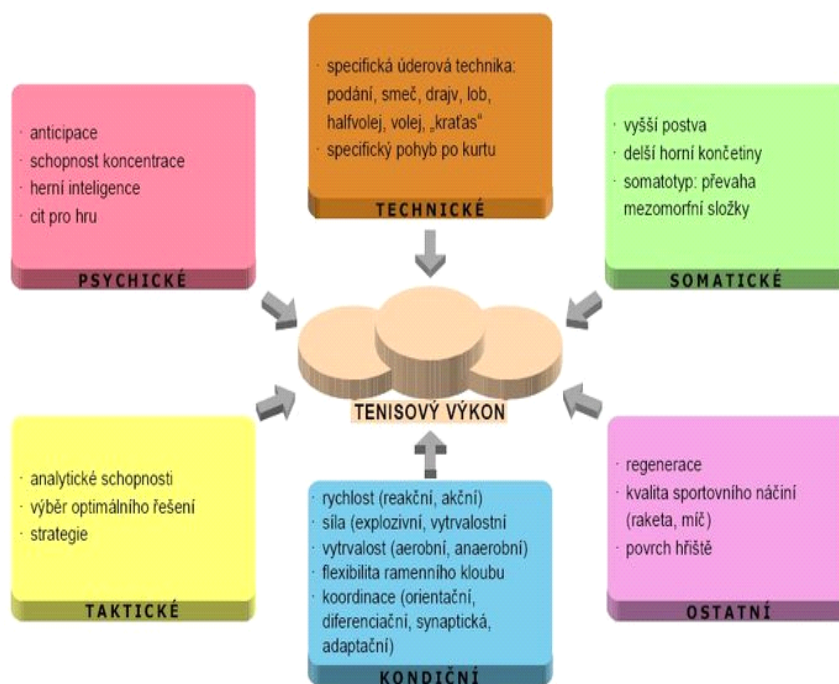 · specifická úderová technika:
podání, smeč, drajv, lob,
halfvolej, volej, „kraťas“
· specifický pohyb po kurtu
TECHNICKÉ
· anticipace
· schopnost koncentrace
· herní inteligence
· cit pro hru
PSYCHICKÉ
· vyšší postva
· delší horní končetiny
· somatotyp: převaha
mezomorfní složky
SOMATICKÉ
TENISOVÝ VÝKON
· analytické schopnosti
· výběr optimálního řešení
· strategie
TAKTICKÉ
· rychlost (reakční, akční)
· síla (explozivní, vytrvalostní
· vytrvalost (aerobní, anaerobní)
· flexibilita ramenního kloubu
· koordinace (orientační,
diferenciační, synaptická,
adaptační)
KONDIČNÍ
· regenerace
· kvalita sportovního náčiní
(raketa, míč)
· povrch hřiště
OSTATNÍ